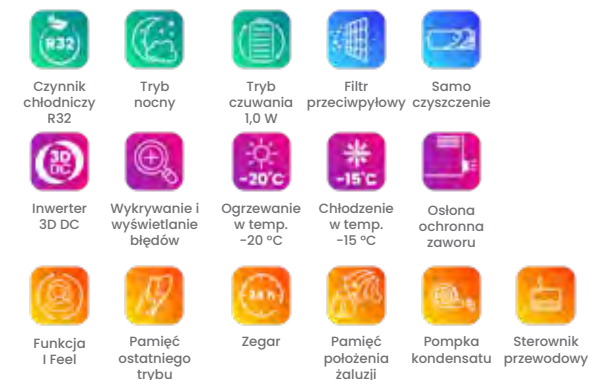 R32
Czynnik
chłodniczy
R32
Tryb
nocny
Tryb
czuwania
1,0 W
Filtr
przeciwpyłowy
Samo
czyszczenie
3D
DC
Inwerter
3D DC
Wykrywanie i
wyświetlanie
błędów
-20°C
Ogrzewanie
w temp.
-20 °C
-15°C
Chłodzenie
w temp.
-15 °C
Osłona
ochronna
zaworu
Funkcja
I Feel
Pamięć
ostatniego
trybu
24 h
Zegar
Pamięć
położenia
żaluzji
Pompka
kondensatu
Sterownik
przewodowy